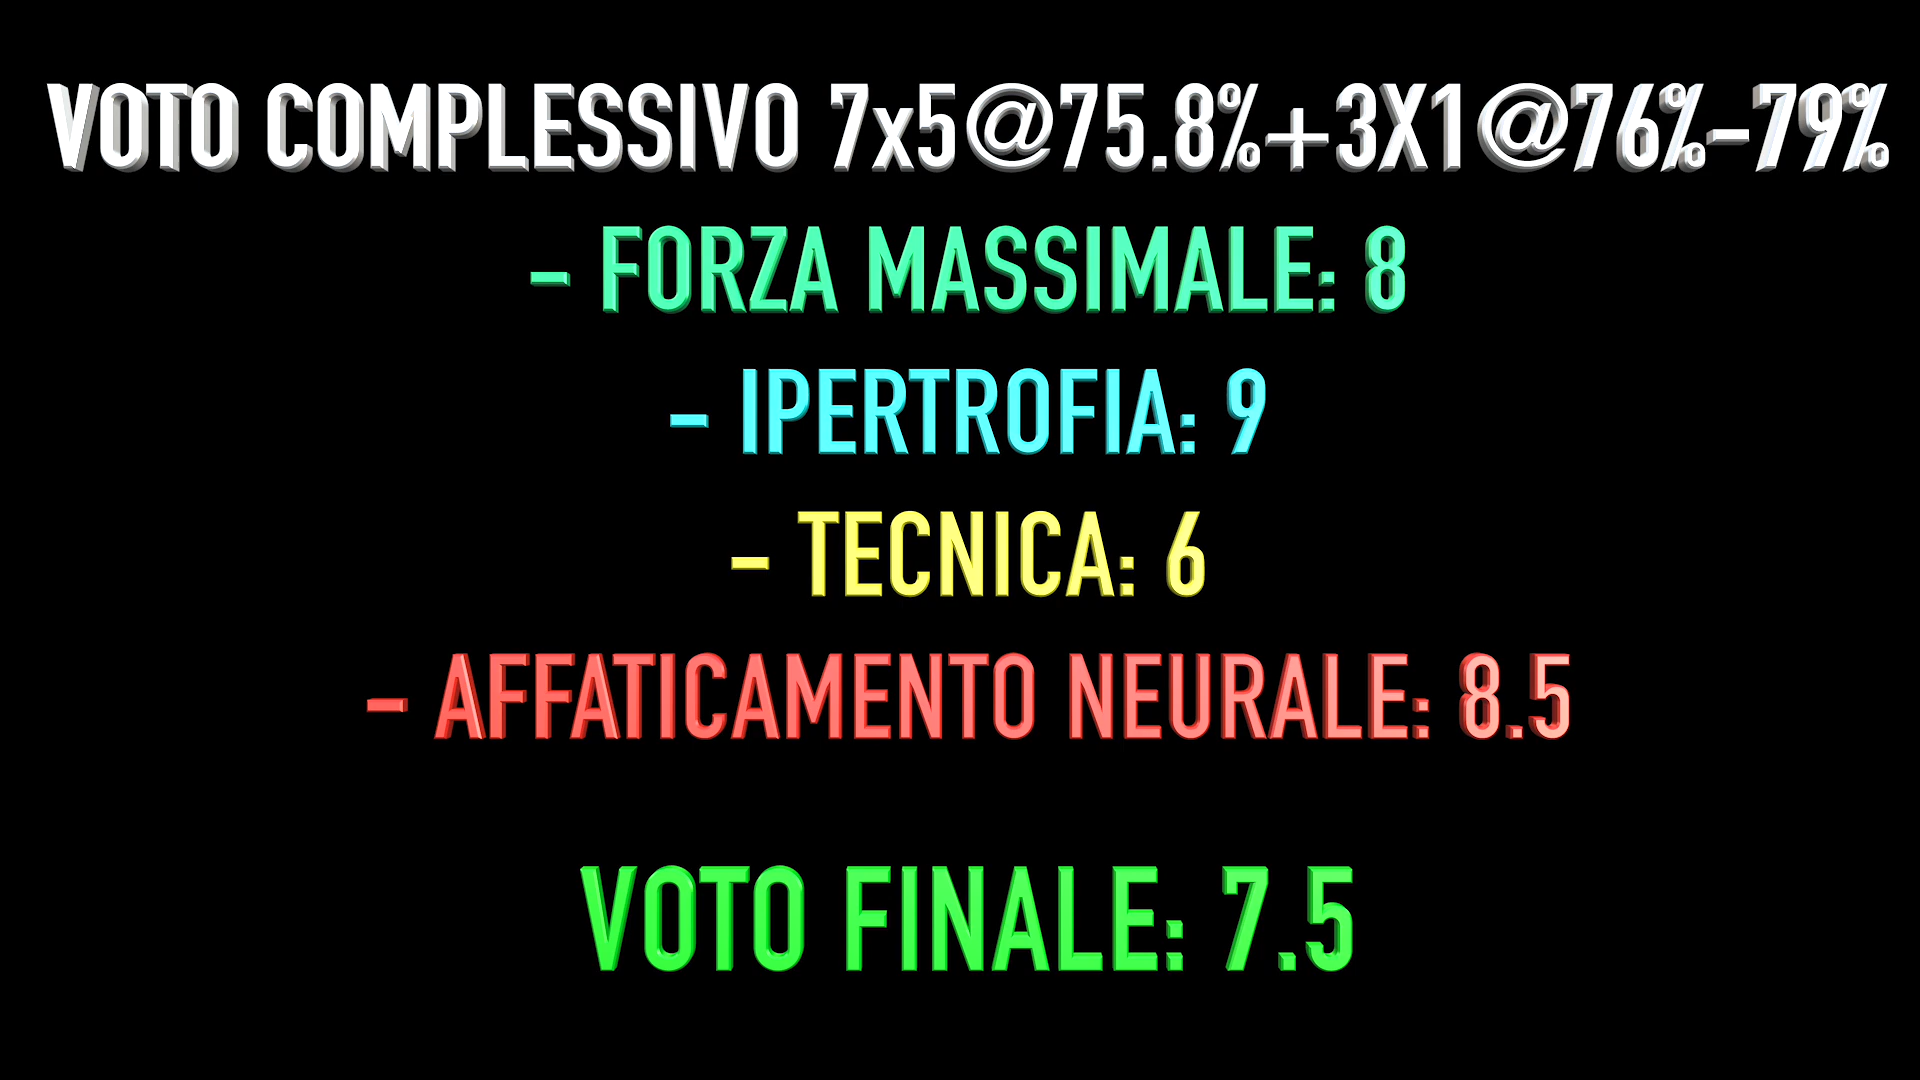 VOTO COMPLESSIVO 7x5@75.8%+3X1@76%-79%
- FORZA MASSIMALE: 8
- IPERTROFIA: 9
- TECNICA: 6
- AFFATICAMENTO NEURALE: 8.5
VOTO FINALE: 7.5